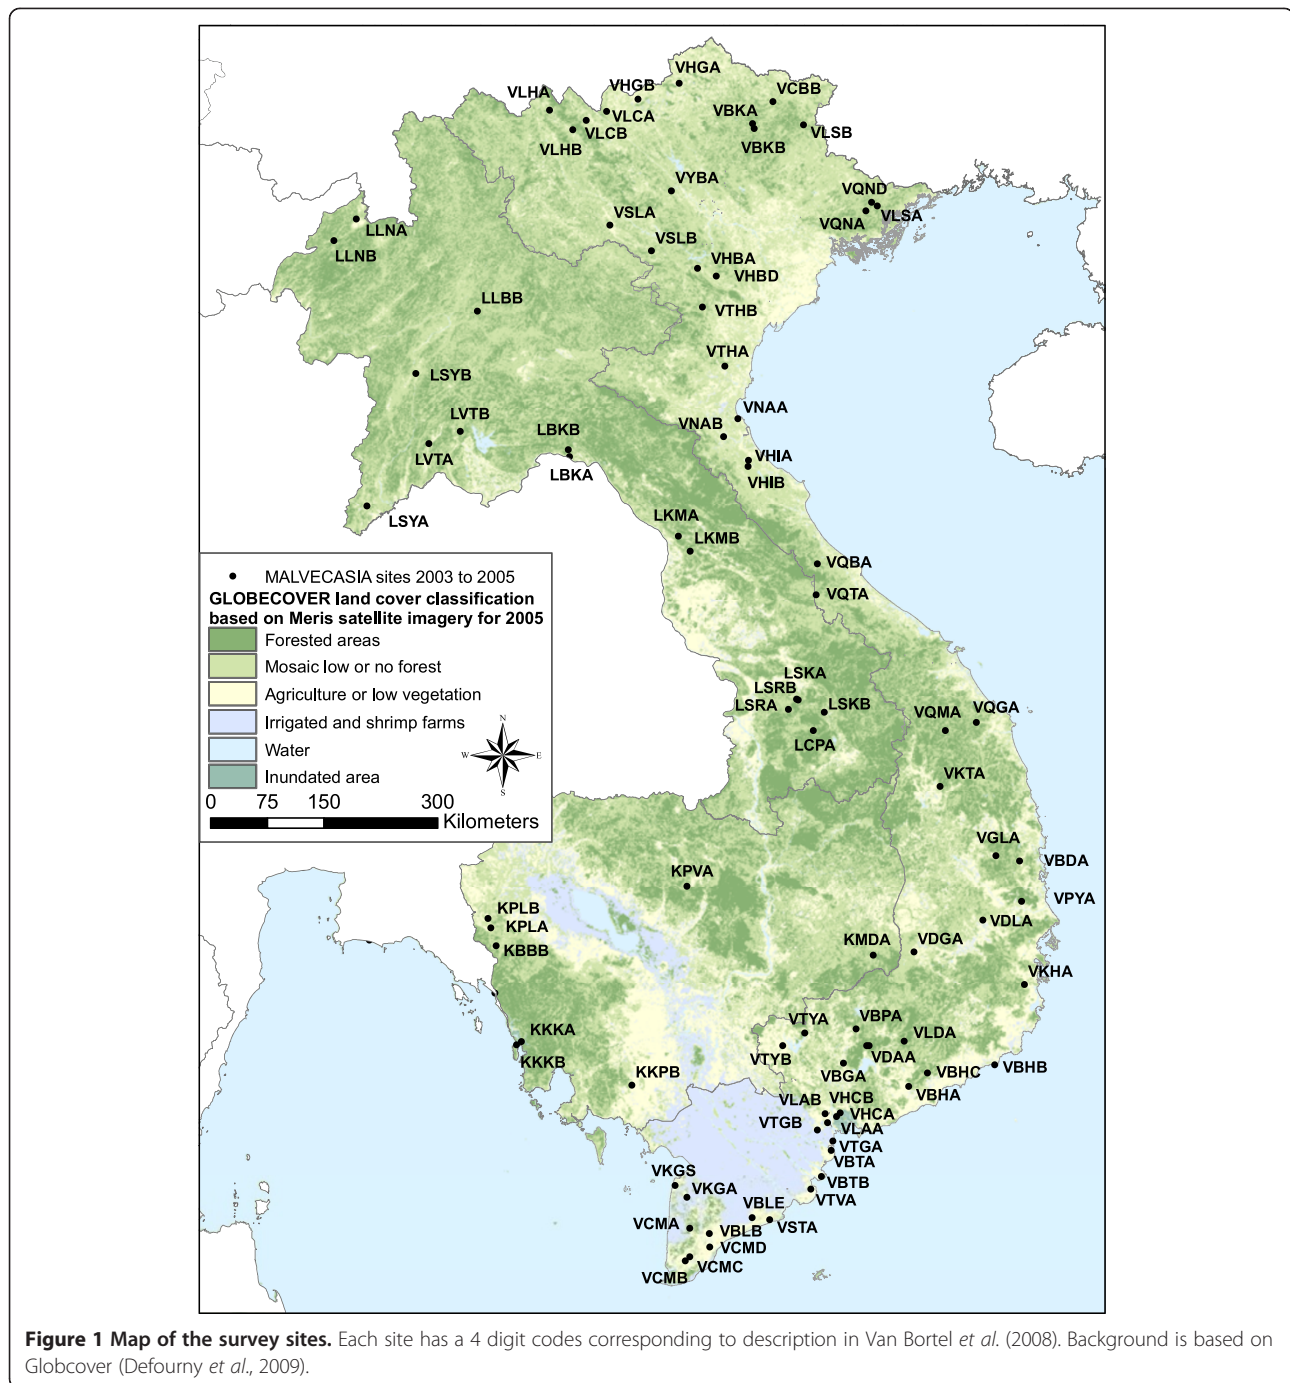 VHGA
VHGB
VCBB
VLHA
VLCA
VBKA
VLCB
VLSB
VBKB
VLHB
VYBA
VQND
VLSA
VQNA
VSLA
LLNA
VSLB
LLNB
VHBA
VHBD
LLBB
VTHB
VTHA
LSYB
VNAA
LVTB
VNAB
LBKB
LVTA
VHIA
LBKA
VHIB
LSYA
LKMA
LKMB
VQBA
VQTA
MALVECASIA sites 2003 to 2005
GLOBECOVER land cover classification
based on Meris satellite imagery for 2005
Forested areas
Mosaic low or no forest
Agriculture or low vegetation
Irrigated and shrimp farms
Water
Inundated area
N
W E
S
0 75 150 300
Kilometers
LSKA
LSRB
LSRA
LSKB
LCPA
VQMA
VQGA
VKTA
VGLA
VBDA
KPVA
VPYA
KPLB
VDLA
KPLA
KBBB
KMDA
VDGA
VKHA
VTYA
VBPA
VLDA
KKKA
VTYB
VDAA
KKKB
VBGA
VBHC
VBHB
KKPB
VBHA
VLAB
VHCB
VHCA
VTGB
VLAA
VTGA
VBTA
VKGS
VBTB
VKGA
VTVA
VBLE
VCMA
VBLB
VSTA
VCMD
VCMC
VCMB
Figure 1 Map of the survey sites. Each site has a 4 digit codes corresponding to description in Van Bortel et al. (2008). Background is based on
Globcover (Defourny et al., 2009).